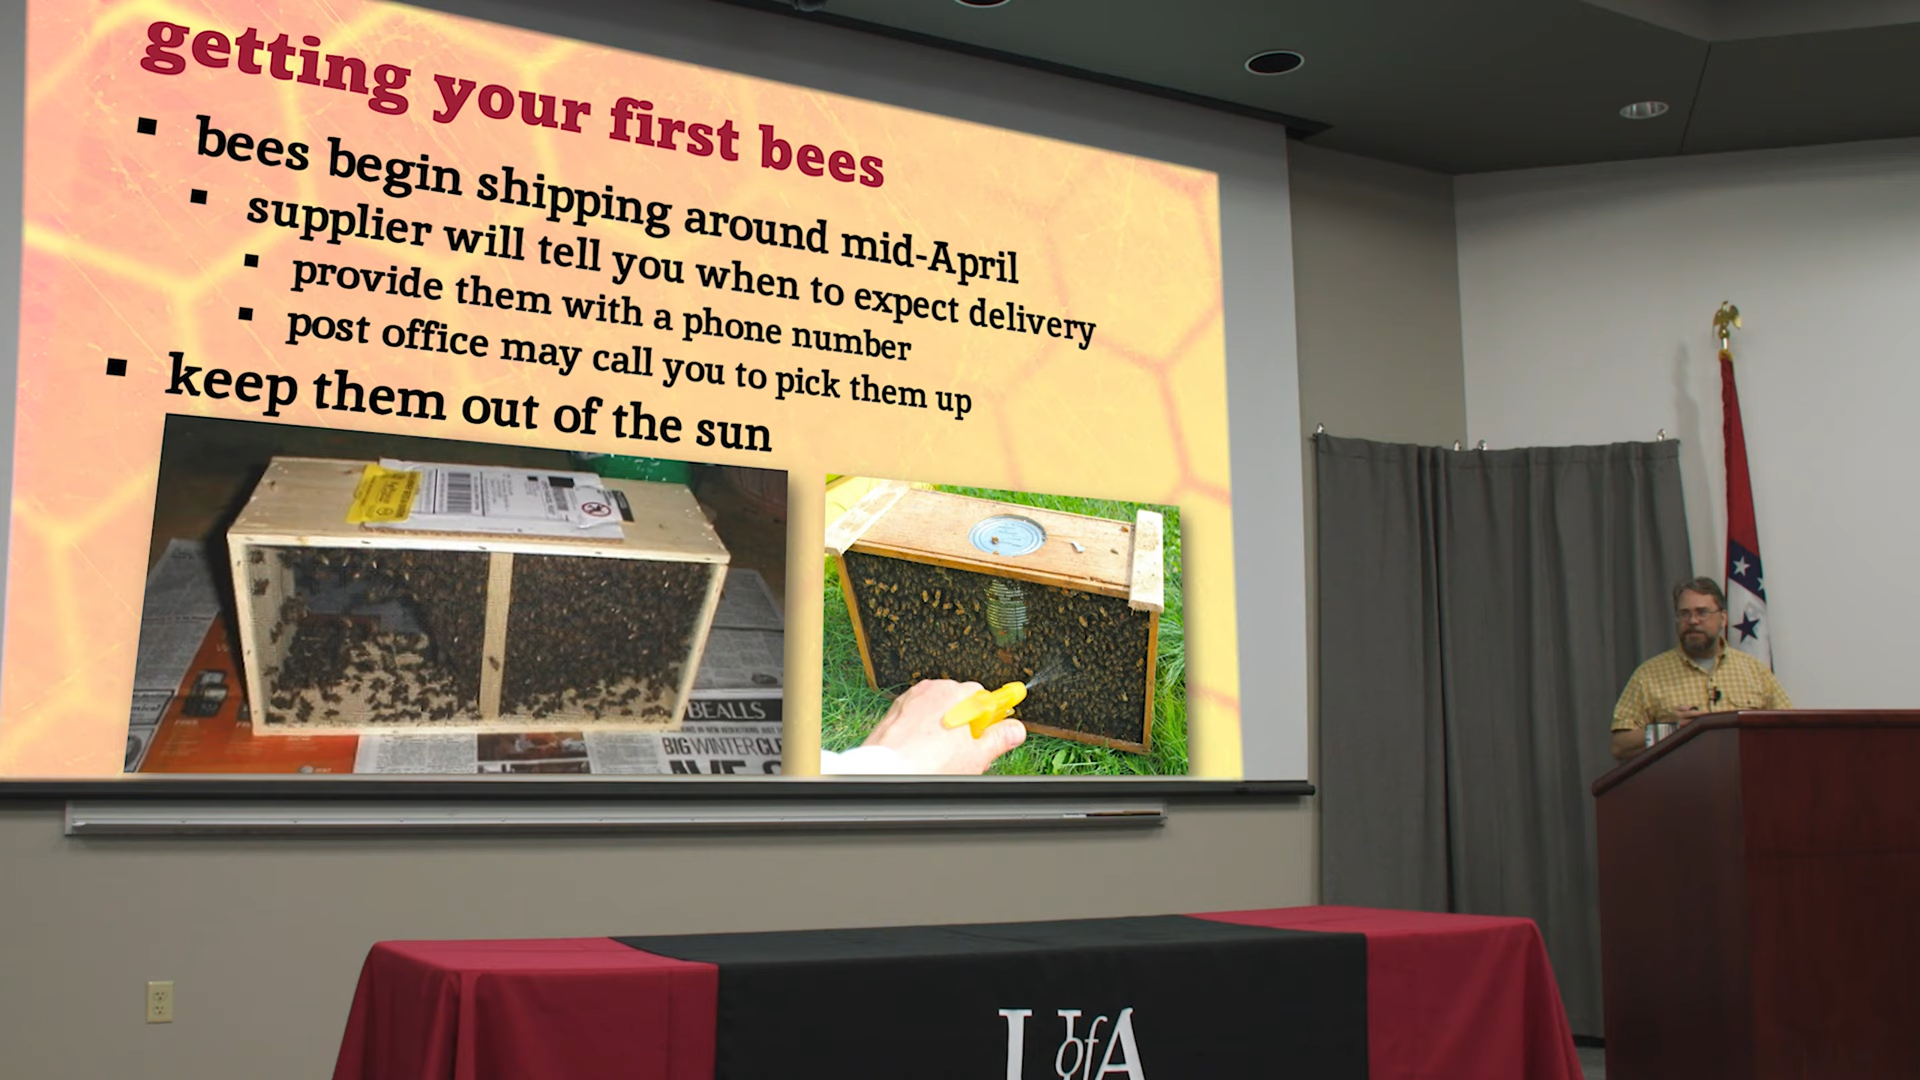 getting your first bees
bees begin shipping around mid-April
supplier will tell you when to expect delivery
provide them with a phone number
post office may call you to pick them up
keep them out of the sun
BEALLS
BIG WINTER CLE
UofA